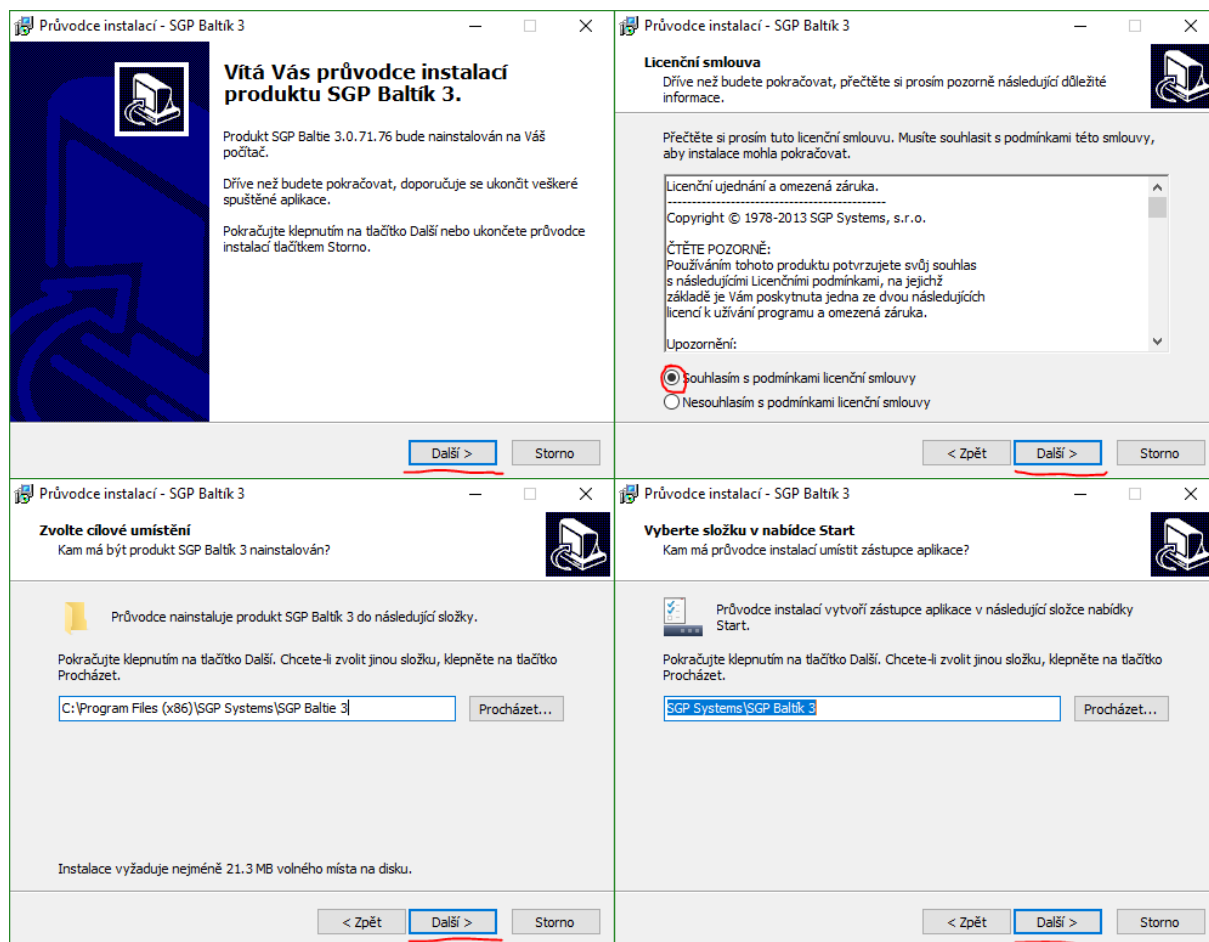 Průvodce instalací - SGP Baltík 3
Vítá Vás průvodce instalací
produktu SGP Baltík 3.
Produkt SGP Baltie 3.0.71.76 bude nainstalován na Váš
počítač.
Dříve než budete pokračovat, doporučuje se ukončit veškeré
spuštěné aplikace.
Pokračujte klepnutím na tlačítko Další nebo ukončete průvodce
instalací tlačítkem Storno.
Další >
Storno
Průvodce instalací - SGP Baltík 3
Licenční smlouva
Dříve než budete pokračovat, přečtěte si prosím pozorně následující důležité
informace.
Přečtěte si prosím tuto licenční smlouvu. Musíte souhlasit s podmínkami této smlouvy,
aby instalace mohla pokračovat.
Licenční ujednání a omezená záruka.
--------------------------------------------
Copyright © 1978-2013 SGP Systems, s.r.o.
ČTĚTE POZORNĚ:
Používáním tohoto produktu potvrzujete svůj souhlas
s následujícími Licenčními podmínkami, na jejichž
základě je Vám poskytnuta jedna ze dvou následujících
licencí k užívání programu a omezená záruka.
Upozornění:
Souhlasím s podmínkami licenční smlouvy
Nesouhlasím s podmínkami licenční smlouvy
< Zpět
Další >
Storno
Průvodce instalací - SGP Baltík 3
Zvolte cílové umístění
Kam má být produkt SGP Baltík 3 nainstalován?
Průvodce nainstaluje produkt SGP Baltík 3 do následující složky.
Pokračujte klepnutím na tlačítko Další. Chcete-li zvolit jinou složku, klepněte na tlačítko
Procházet.
C:\Program Files (x86)\SGP Systems\SGP Baltie 3
Procházet...
Instalace vyžaduje nejméně 21.3 MB volného místa na disku.
< Zpět
Další >
Storno
Průvodce instalací - SGP Baltík 3
Vyberte složku v nabídce Start
Kam má průvodce instalací umístit zástupce aplikace?
Průvodce instalací vytvoří zástupce aplikace v následující složce nabídky
Start.
Pokračujte klepnutím na tlačítko Další. Chcete-li zvolit jinou složku, klepněte na tlačítko
Procházet.
SGP Systems\SGP Baltík 3
Procházet...
< Zpět
Další >
Storno